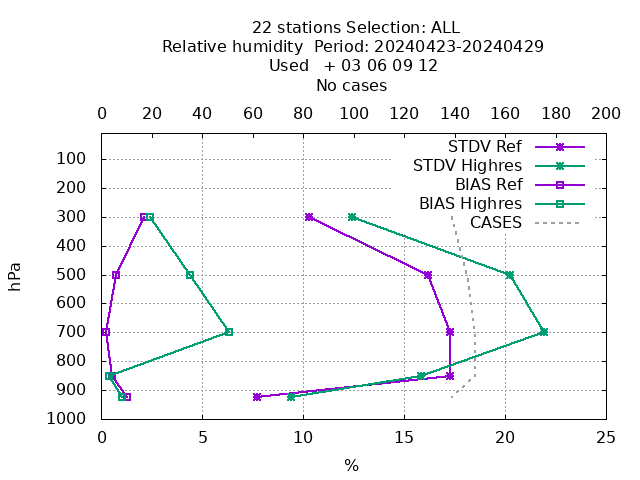 22 stations Selection: ALL
Relative humidity  Period: 20240423-20240429
Used   + 03 06 09 12
No cases
0 20 40 60 80 100 120 140 160 180 200
STDV Ref
STDV Highres
BIAS Ref
BIAS Highres
CASES
hPa
100
200
300
400
500
600
700
800
900
1000
0 5 10 15 20 25
%